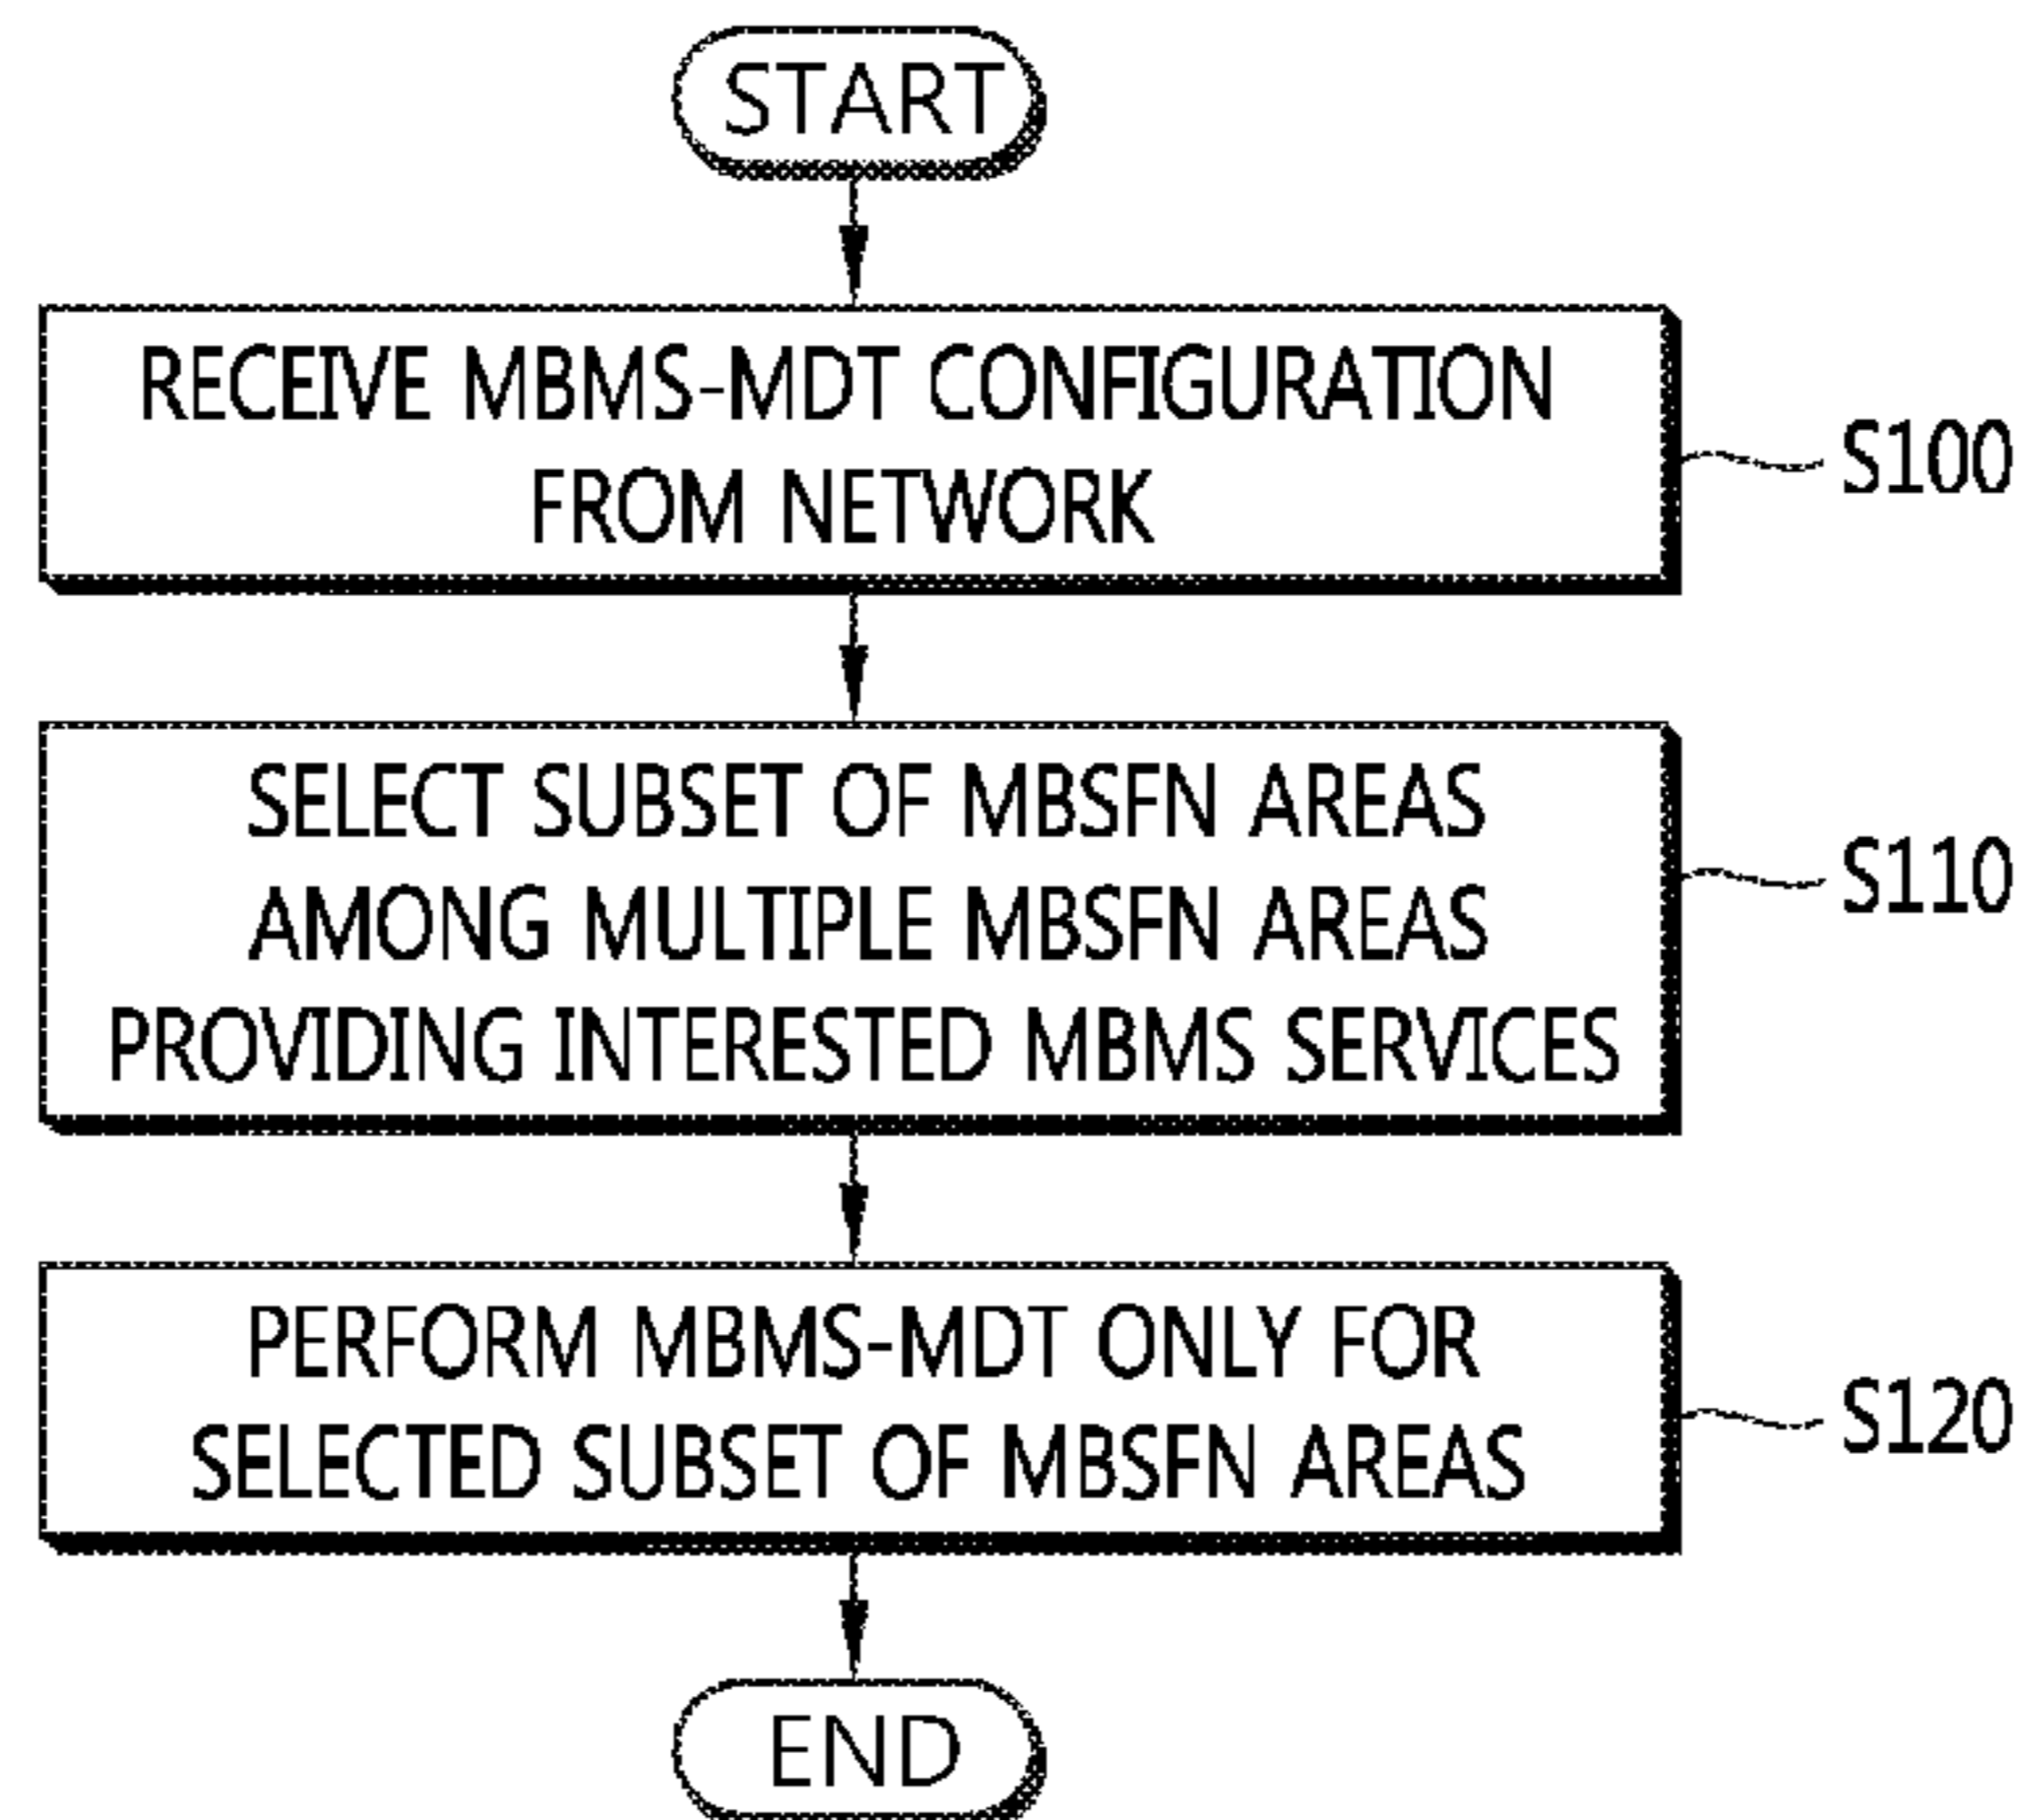 START
RECEIVE MBMS-MDT CONFIGURATION
FROM NETWORK
S100
SELECT SUBSET OF MBSFN AREAS
AMONG MULTIPLE MBSFN AREAS
PROVIDING INTERESTED MBMS SERVICES
S110
PERFORM MBMS-MDT ONLY FOR
SELECTED SUBSET OF MBSFN AREAS
S120
END